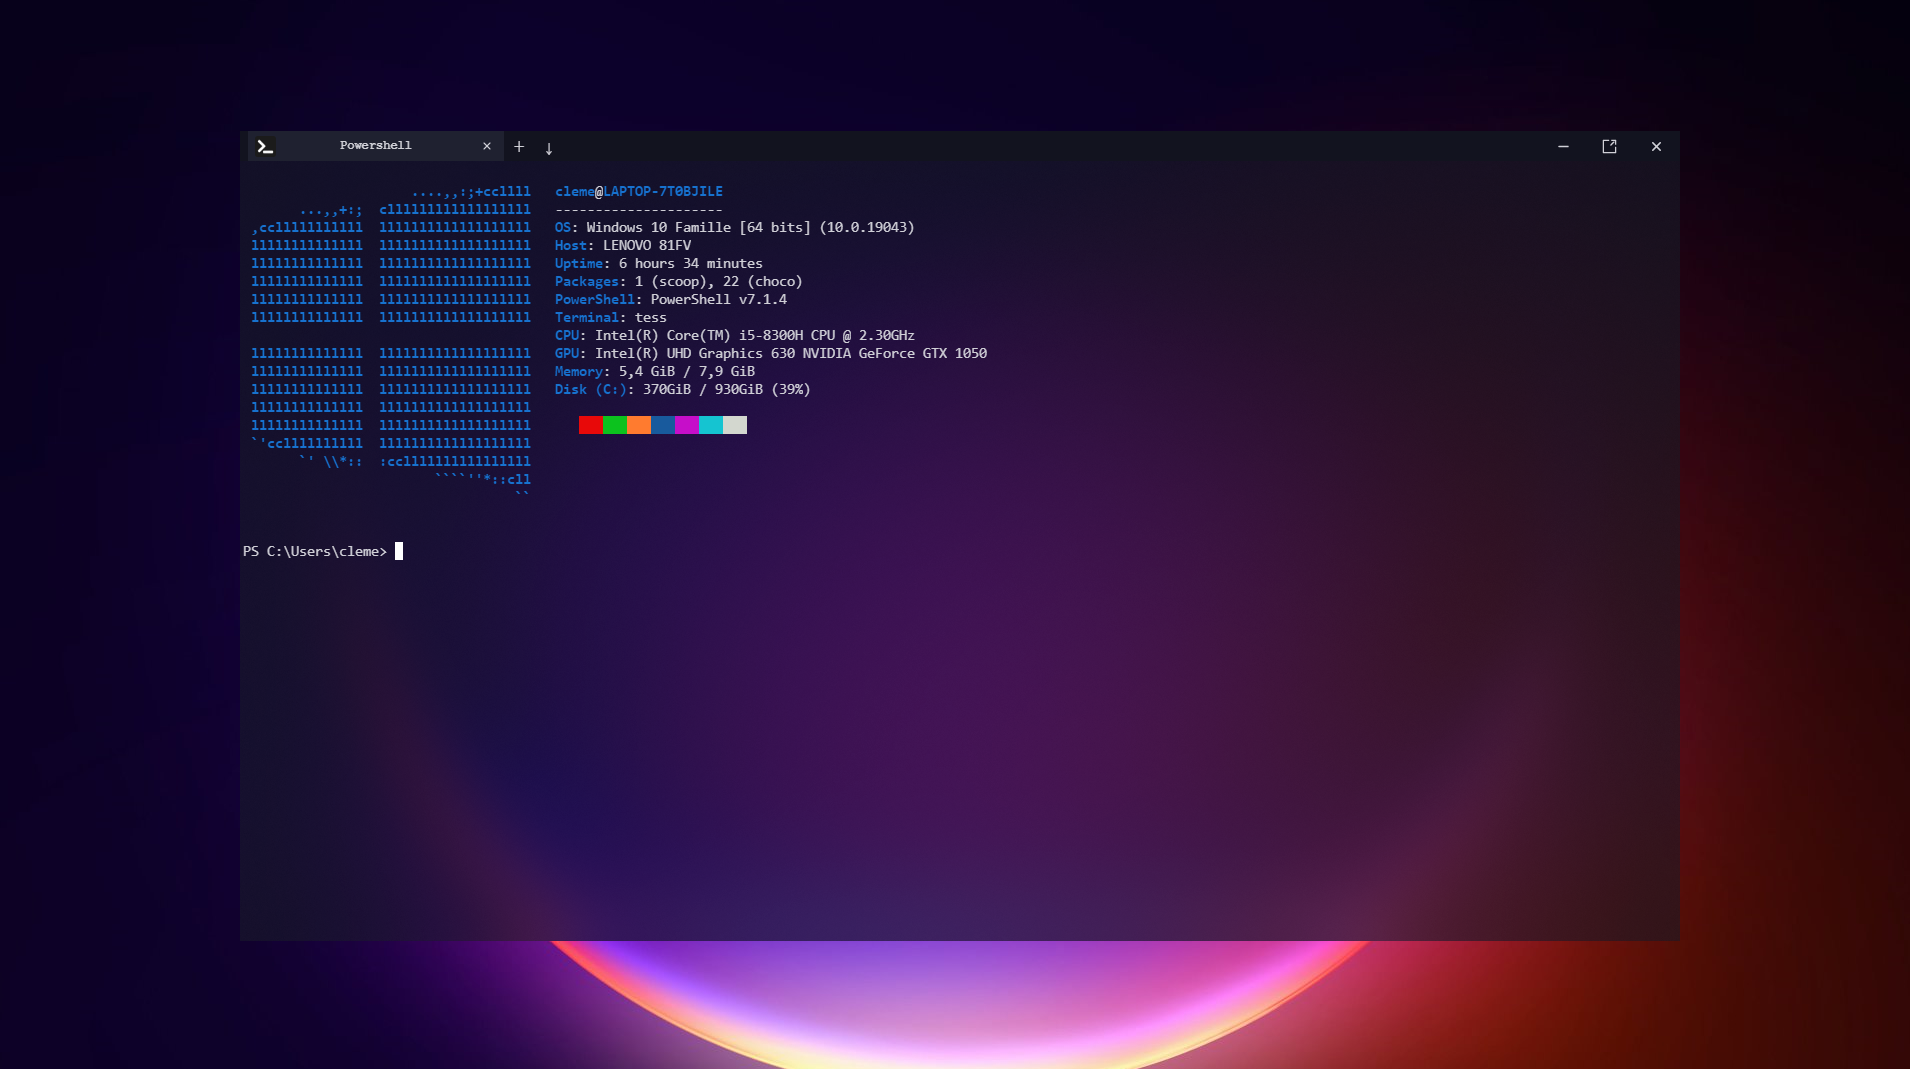 Powershell
....,,:;+ccllll   cleme@LAPTOP-7T0BJILE
...,,+:;  cllllllllllllllllll   ---------------------
,cclllllllllll  lllllllllllllllllll   OS: Windows 10 Famille [64 bits] (10.0.19043)
llllllllllllll  lllllllllllllllllll   Host: LENOVO 81FV
llllllllllllll  lllllllllllllllllll   Uptime: 6 hours 34 minutes
llllllllllllll  lllllllllllllllllll   Packages: 1 (scoop), 22 (choco)
llllllllllllll  lllllllllllllllllll   PowerShell: PowerShell v7.1.4
llllllllllllll  lllllllllllllllllll   Terminal: tess
CPU: Intel(R) Core(TM) i5-8300H CPU @ 2.30GHz
llllllllllllll  lllllllllllllllllll   GPU: Intel(R) UHD Graphics 630 NVIDIA GeForce GTX 1050
llllllllllllll  lllllllllllllllllll   Memory: 5,4 GiB / 7,9 GiB
llllllllllllll  lllllllllllllllllll   Disk (C:): 370GiB / 930GiB (39%)
llllllllllllll  lllllllllllllllllll
llllllllllllll  lllllllllllllllllll
`'ccllllllllll  lllllllllllllllllll
`' \\*::  :ccllllllllllllllll
````''*::cll
``
PS C:\Users\cleme>